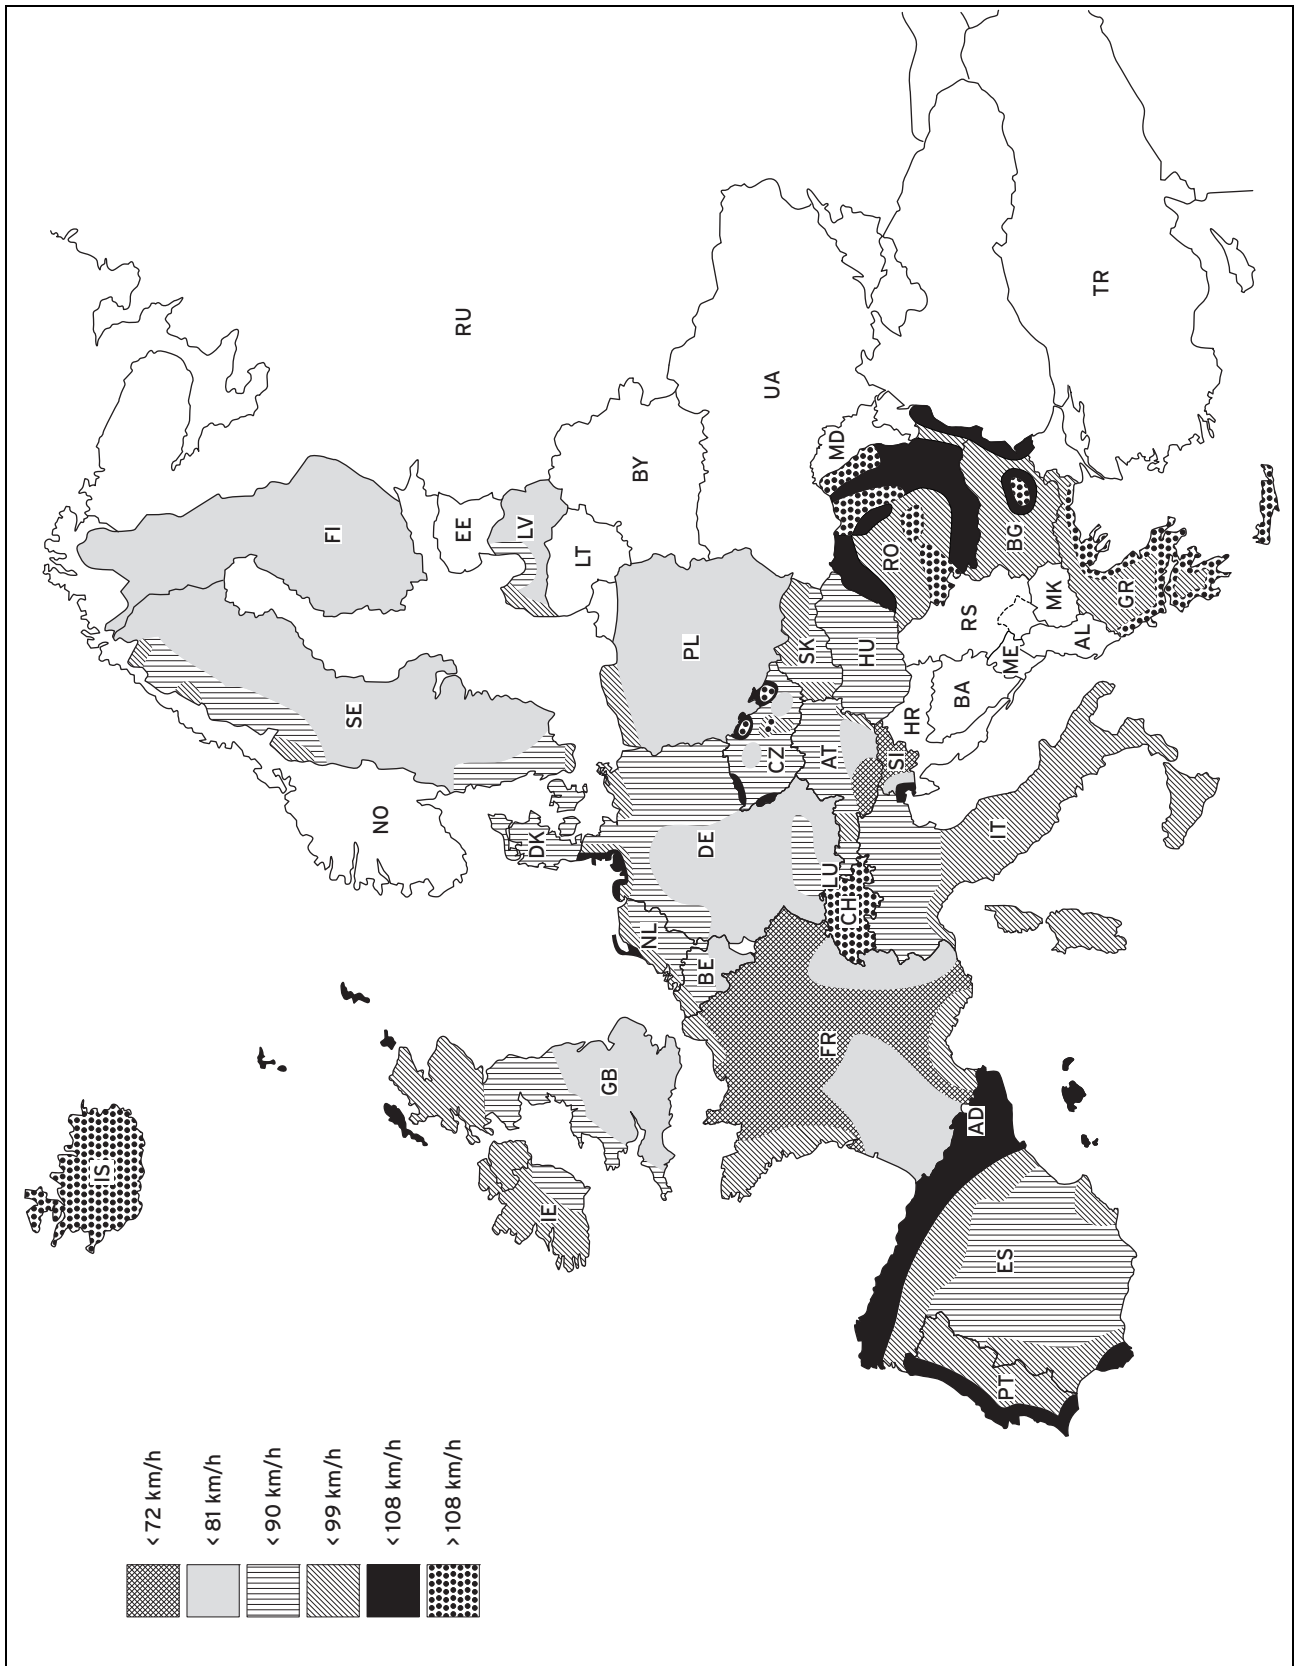 IS
NO
SE
FI
RU
EE
LV
LT
BY
DK
IE
GB
NL
BE
DE
PL
UA
LU
CZ
SK
MD
FR
CH
AT
HU
RO
SI
HR
BA
RS
AD
IT
ME
MK
BG
TR
AL
GR
PT
ES
< 72 km/h
< 81 km/h
< 90 km/h
< 99 km/h
<108 km/h
>108 km/h